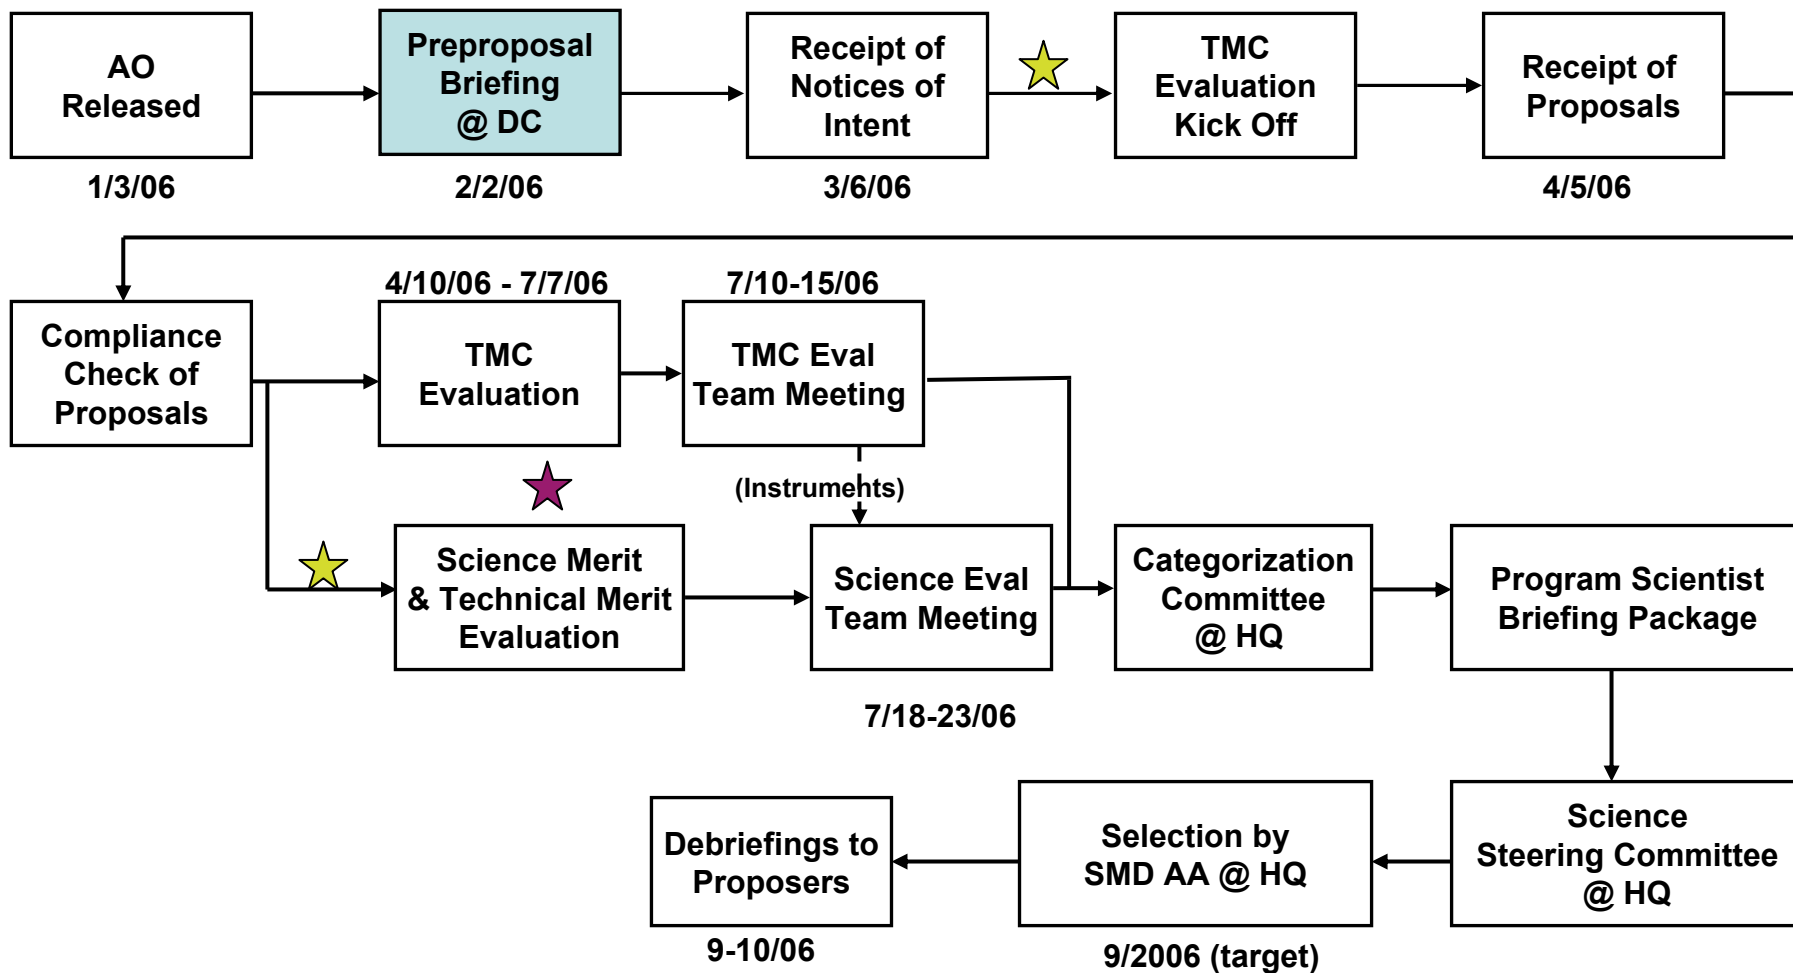 AO
Released
1/3/06
Preproposal
Briefing
@ DC
2/2/06
Receipt of
Notices of
Intent
3/6/06
TMC
Evaluation
Kick Off
Receipt of
Proposals
4/5/06
Compliance
Check of
Proposals
4/10/06 - 7/7/06
TMC
Evaluation
7/10-15/06
TMC Eval
Team Meeting
(Instruments)
Science Merit
& Technical Merit
Evaluation
Science Eval
Team Meeting
7/18-23/06
Categorization
Committee
@ HQ
Program Scientist
Briefing Package
Science
Steering Committee
@ HQ
Selection by
SMD AA @ HQ
9/2006 (target)
Debriefings to
Proposers
9-10/06